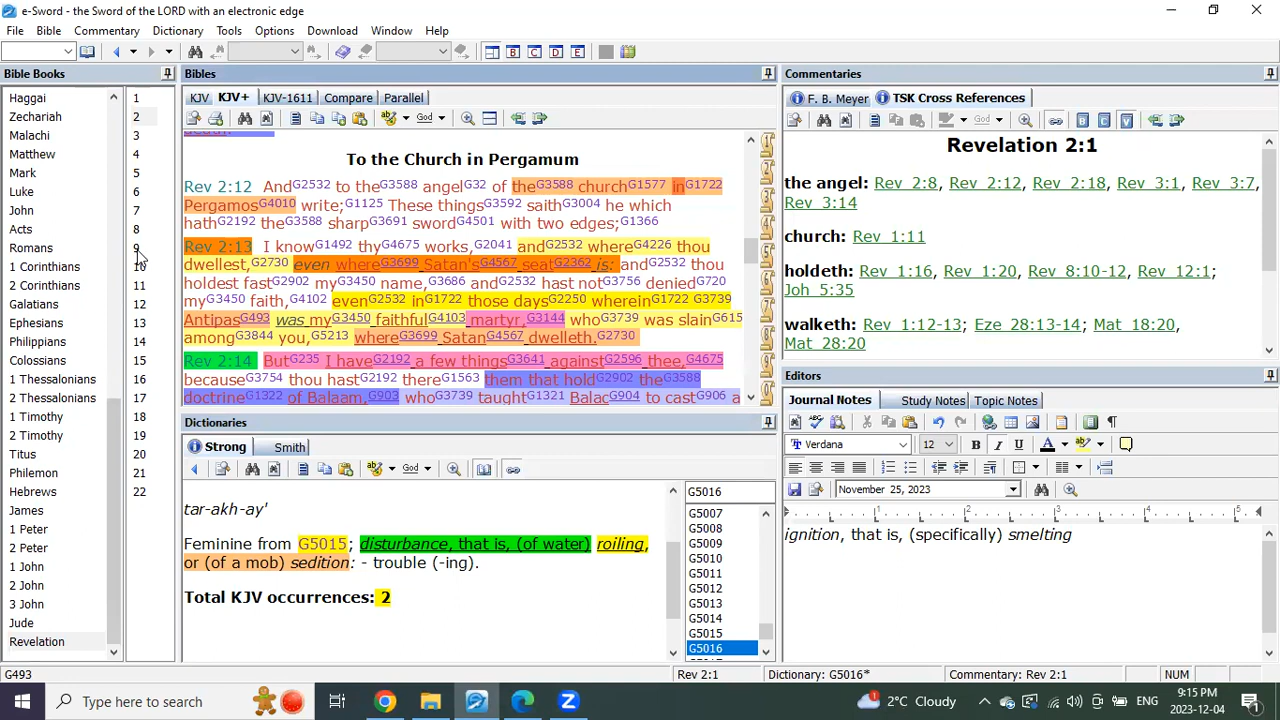 e-Sword - the Sword of the LORD with an electronic edge
File Bible Commentary Dictionary Tools Options Download Window Help
Bible Books
Haggai 1
Zechariah 2
Malachi 3
Matthew 4
Mark 5
Luke 6
John 7
Acts 8
Romans 9
1 Corinthians 10
2 Corinthians 11
Galatians 12
Ephesians 13
Philippians 14
Colossians 15
1 Thessalonians 16
2 Thessalonians 17
1 Timothy 18
2 Timothy 19
Titus 20
Philemon 21
Hebrews 22
James
1 Peter
2 Peter
1 John
2 John
3 John
Jude
Revelation
Bibles
KJV KJV+ KJV-1611 Compare Parallel
To the Church in Pergamum
Rev 2:12 AndG2532 to theG3588 angelG32 of theG3588 churchG1577 inG1722
PergamosG4010 write;G1125 These thingsG3592 saithG3004 he which
hathG2192 theG3588 sharpG3691 swordG4501 with two edges;G1366
Rev 2:13 I knowG1492 thyG4675 works,G2041 andG2532 whereG4226 thou
dwellest,G2730 even whereG3699 Satan'sG4567 seatG2362 is: andG2532 thou
holdest fastG2902 myG3450 name,G3686 andG2532 hast notG3756 deniedG720
myG3450 faith,G4102 evenG2532 inG1722 those daysG2250 whereinG1722 G3739
AntipasG493 was myG3450 faithfulG4103 martyr,G3144 whoG3739 was slainG615
amongG3844 you,G5213 whereG3699 SatanG4567 dwelleth.G2730
Rev 2:14 ButG235 I haveG2192 a few thingsG3641 againstG2596 thee,G4675
becauseG3754 thou hastG2192 thereG1563 them that holdG2902 theG3588
doctrineG1322 of Balaam,G903 whoG3739 taughtG1321 BalacG904 to castG906 a
Dictionaries
Strong Smith
tar-akh-ay'
Feminine from G5015; disturbance, that is, (of water) roiling,
or (of a mob) sedition: - trouble (-ing).
Total KJV occurrences: 2
G5016
G5007
G5008
G5009
G5010
G5011
G5012
G5013
G5014
G5015
G5016
Commentaries
F. B. Meyer TSK Cross References
Revelation 2:1
the angel: Rev 2:8, Rev 2:12, Rev 2:18, Rev 3:1, Rev 3:7,
Rev 3:14
church: Rev 1:11
holdeth: Rev 1:16, Rev 1:20, Rev 8:10-12, Rev 12:1;
Joh 5:35
walketh: Rev 1:12-13; Eze 28:13-14; Mat 18:20,
Mat 28:20
Editors
Journal Notes Study Notes Topic Notes
Verdana 12 B I U A
November 25, 2023
1 2 3 4 5
ignition, that is, (specifically) smelting
G493 Rev 2:1 Dictionary: G5016* Commentary: Rev 2:1 NUM
Type here to search
2°C Cloudy ENG 9:15 PM
2023-12-04